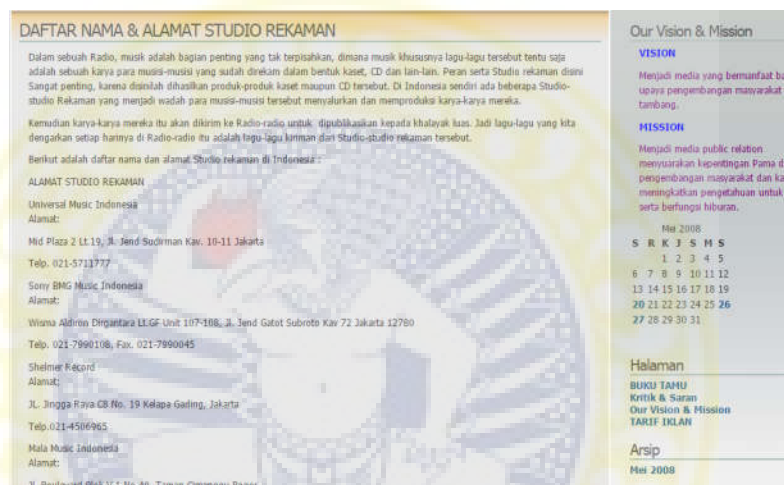 DAFTAR NAMA & ALAMAT STUDIO REKAMAN
Dalam sebuah Radio, musik adalah bagian penting yang tak terpisahkan, dimana musik khususnya lagu-lagu tersebut tentu saja
adalah sebuah karya para musisi-musisi yang sudah direkam dalam bentuk kaset, CD dan lain-lain. Peran serta Studio rekaman disini
Sangat penting, karena disinilah dihasilkan produk-produk kaset maupun CD tersebut. Di Indonesia sendiri ada beberapa Studio-
studio Rekaman yang menjadi wadah para musisi tersebut menyalurkan dan memproduksi karya-karya mereka.
Kemudian karya-karya mereka itu akan dikirim ke Radio-radio untuk dipublikasikan kepada khalayak luas. Jadi lagu-lagu yang kita
dengarkan setiap harinya di Radio-radio itu adalah lagu-lagu kiriman dari Studio-studio rekaman tersebut.
Berikut adalah daftar nama dan alamat Studio rekaman di Indonesia :
ALAMAT STUDIO REKAMAN
Universal Music Indonesia
Alamat:
Mid Plaza 2 Lt.19, Jl. Jend Sudirman Kav. 10-11 Jakarta
Telp. 021-5711777
Sony BMG Music Indonesia
Alamat:
Wisma Aldiron Dirgantara Lt.GF Unit 107-108, Jl. Jend Gatot Subroto Kav 72 Jakarta 12780
Telp. 021-7990108, Fax. 021-7990045
Shelmer Record
Alamat:
JL. Jingga Raya C8 No. 19 Kelapa Gading, Jakarta
Telp.021-4506965
Mala Music Indonesia
Alamat:
Our Vision & Mission
VISION
Menjadi media yang bermanfaat ba
upaya pengembangan masyarakat
tambang.
MISSION
Menjadi media public relation
menyuarakan kepentingan Pama d
pengembangan masyarakat dan ka
meningkatkan pengetahuan untuk
serta berfungsi hiburan.
Mei 2008
S R K J S M S
1 2 3 4 5
6 7 8 9 10 11 12
13 14 15 16 17 18 19
20 21 22 23 24 25 26
27 28 29 30 31
Halaman
BUKU TAMU
Kritik & Saran
Our Vision & Mission
TARIF IKLAN
Arsip
Mei 2008